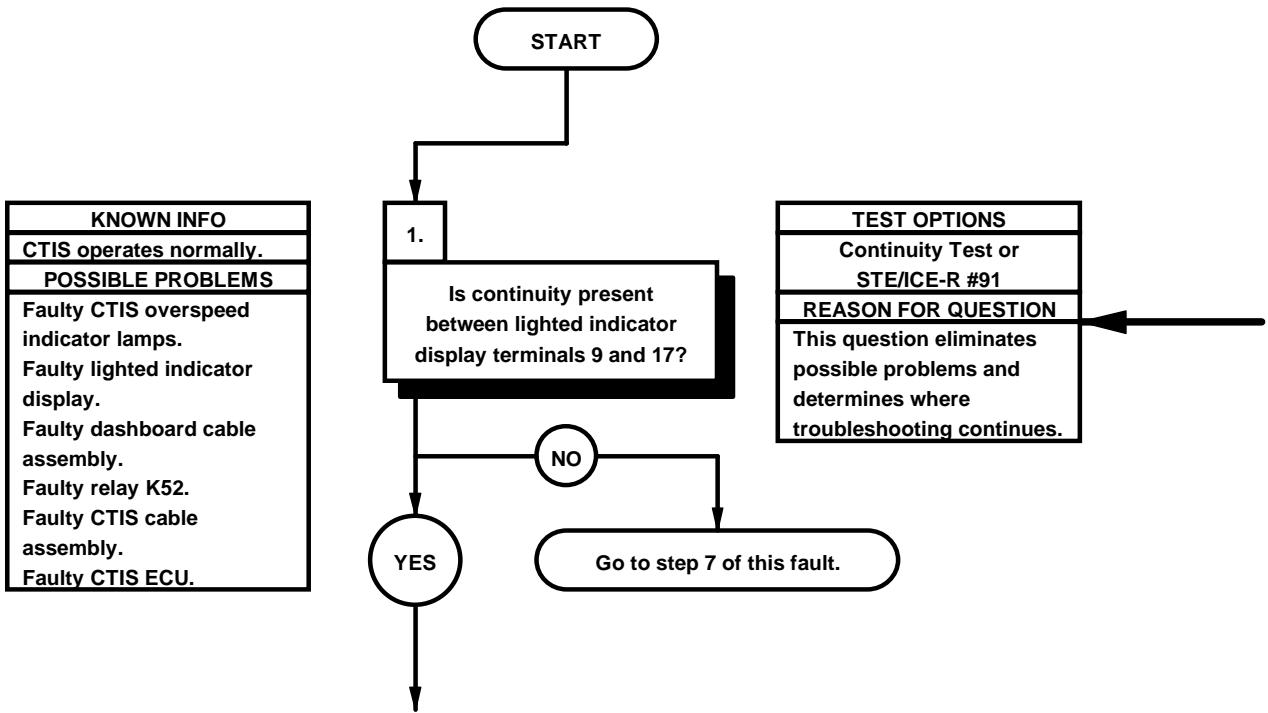 START
KNOWN INFO
CTIS operates normally.
POSSIBLE PROBLEMS
Faulty CTIS overspeed
indicator lamps.
Faulty lighted indicator
display.
Faulty dashboard cable
assembly.
Faulty relay K52.
Faulty CTIS cable
assembly.
Faulty CTIS ECU.
1.
Is continuity present
between lighted indicator
display terminals 9 and 17?
TEST OPTIONS
Continuity Test or
STE/ICE-R #91
REASON FOR QUESTION
This question eliminates
possible problems and
determines where
troubleshooting continues.
NO
YES
Go to step 7 of this fault.